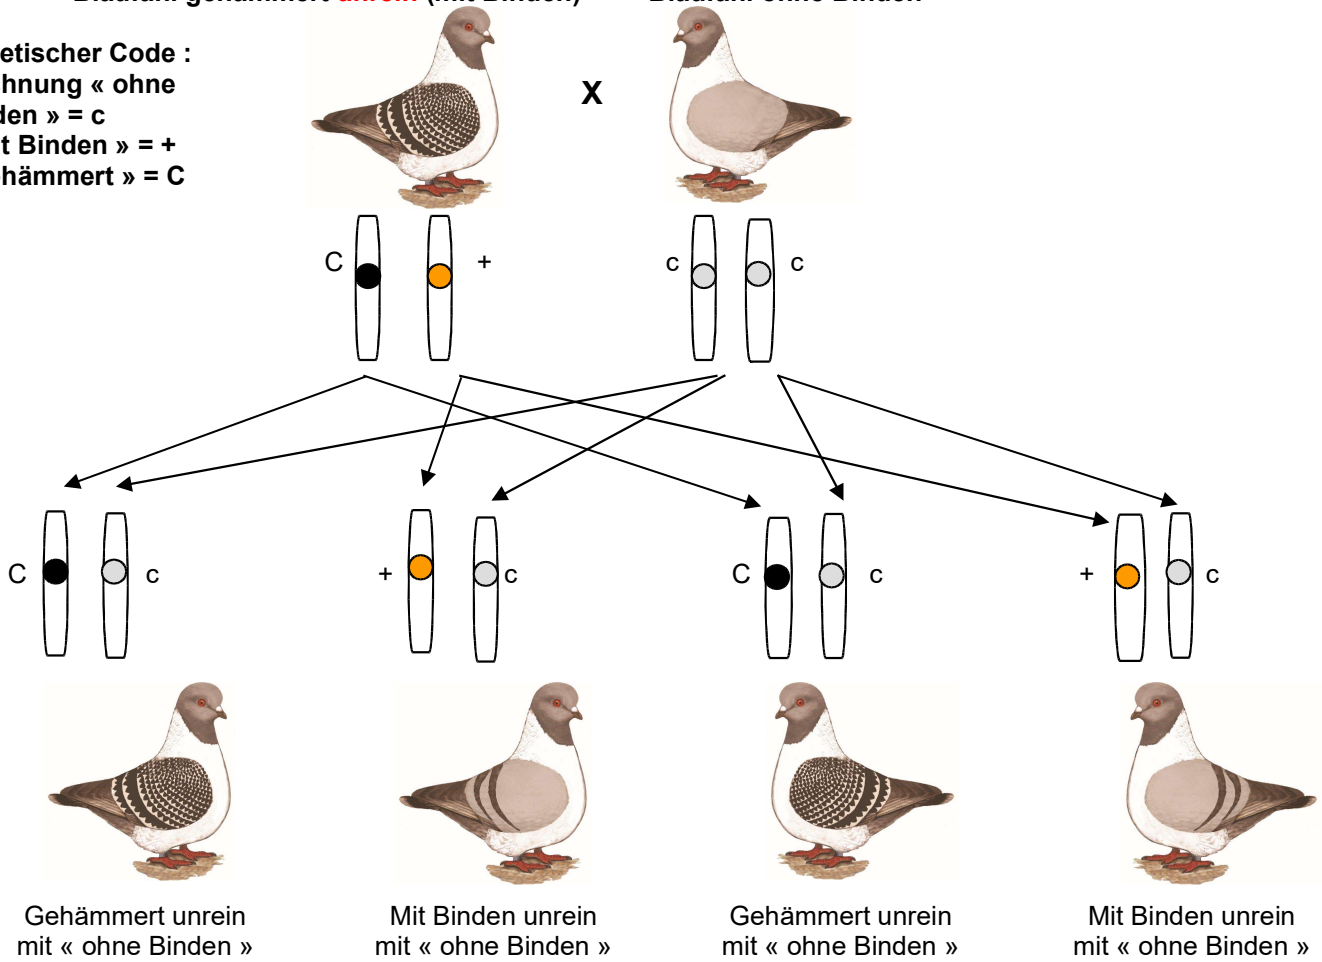 etischer Code :
chnung « ohne
den » = c
t Binden » = +
hämmert » = C
X
C
+
c
c
C
c
+
c
C
c
+
c
Gehämmert unrein
mit « ohne Binden »
Mit Binden unrein
mit « ohne Binden »
Gehämmert unrein
mit « ohne Binden »
Mit Binden unrein
mit « ohne Binden »